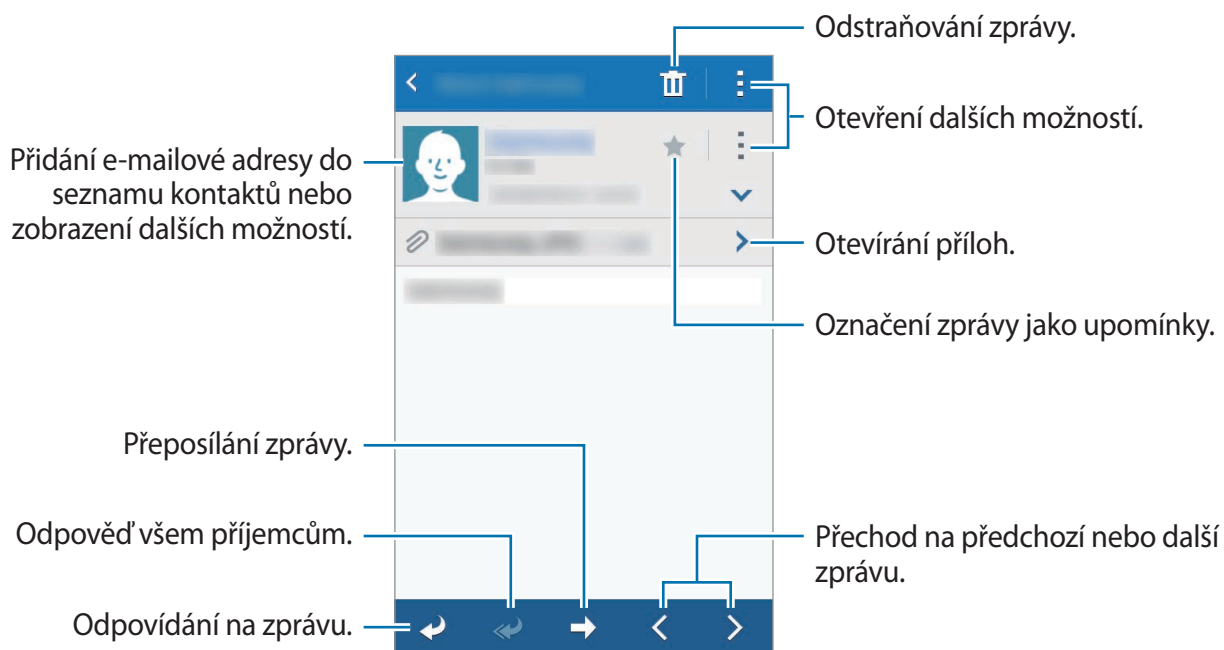 Odstraňování zprávy.
Otevření dalších možností.
Přidání e-mailové adresy do
seznamu kontaktů nebo
zobrazení dalších možností.
Otevírání příloh.
Označení zprávy jako upomínky.
Přeposílání zprávy.
Odpověď všem příjemcům.
Přechod na předchozí nebo další
zprávu.
Odpovídání na zprávu.